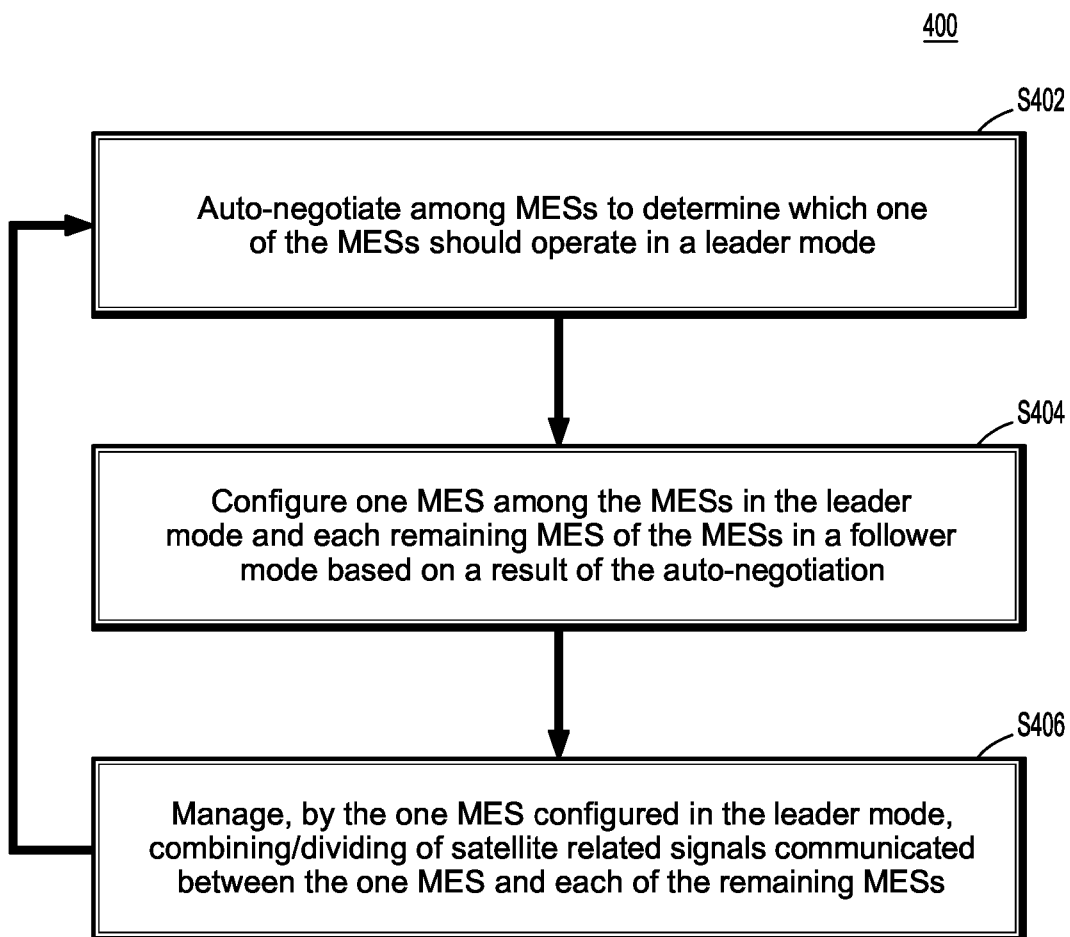 400
S402
Auto-negotiate among MESs to determine which one
of the MESs should operate in a leader mode
S404
Configure one MES among the MESs in the leader
mode and each remaining MES of the MESs in a follower
mode based on a result of the auto-negotiation
S406
Manage, by the one MES configured in the leader mode,
combining/dividing of satellite related signals communicated
between the one MES and each of the remaining MESs